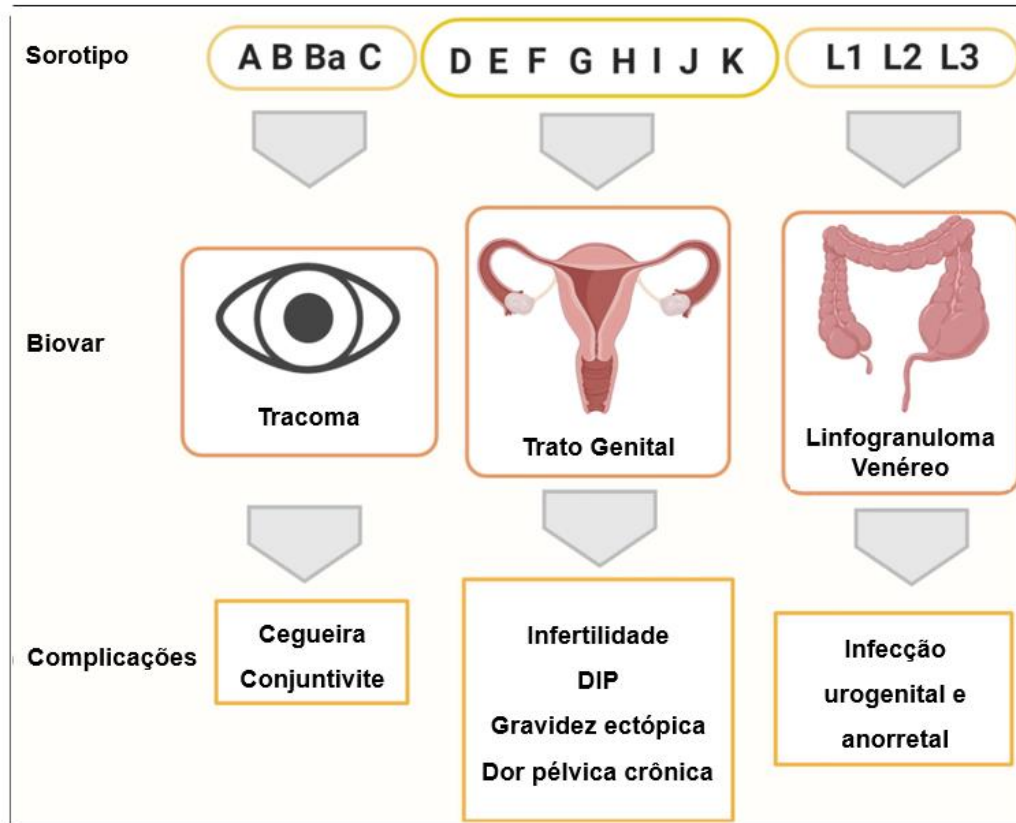 Sorotipo
A B Ba C
D E F G H I J K
L1 L2 L3
Biovar
Tracoma
Trato Genital
Linfogranuloma
Venéreo
Complicações
Cegueira
Conjuntivite
Infertilidade
DIP
Gravidez ectópica
Dor pélvica crônica
Infecção
urogenital e
anorretal